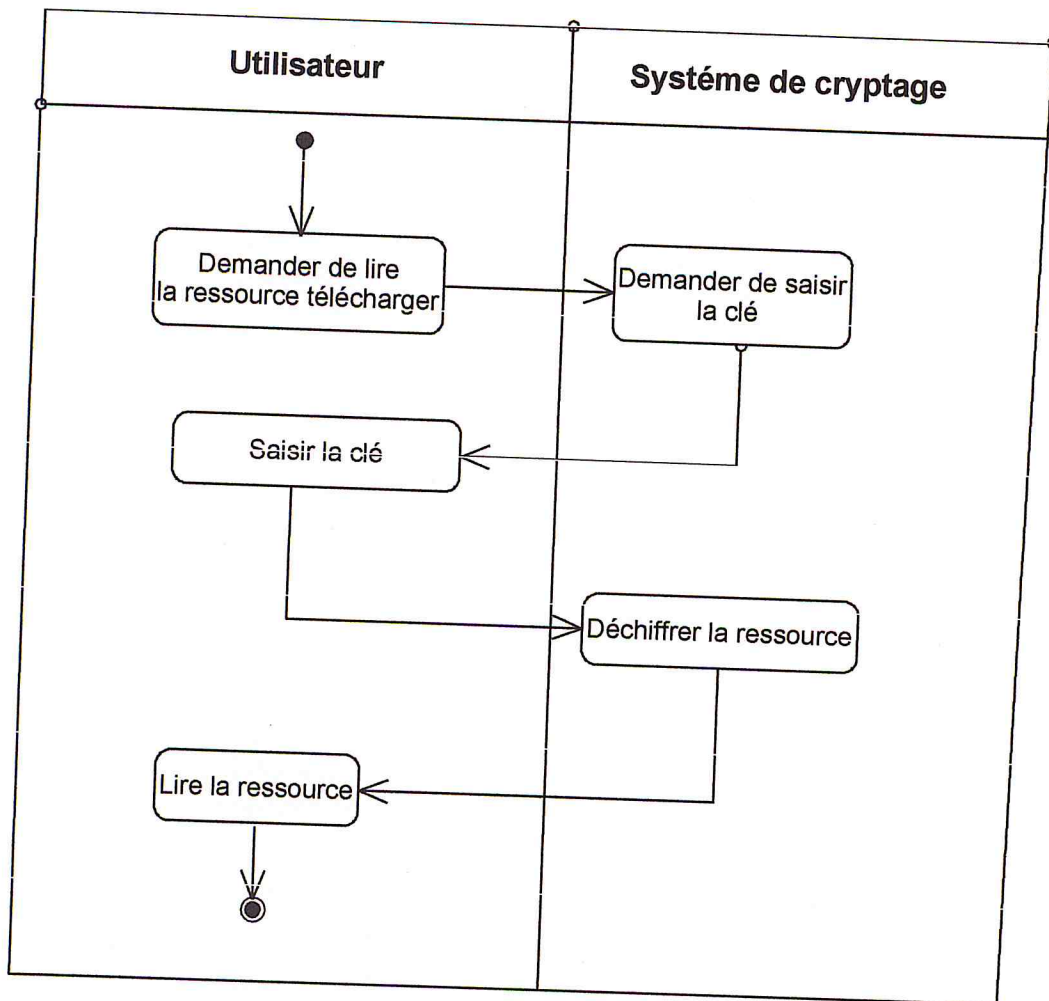 Utilisateur
Systéme de cryptage
Demander de lire
la ressource télécharger
Demander de saisir
la clé
Saisir la clé
Déchiffrer la ressource
Lire la ressource